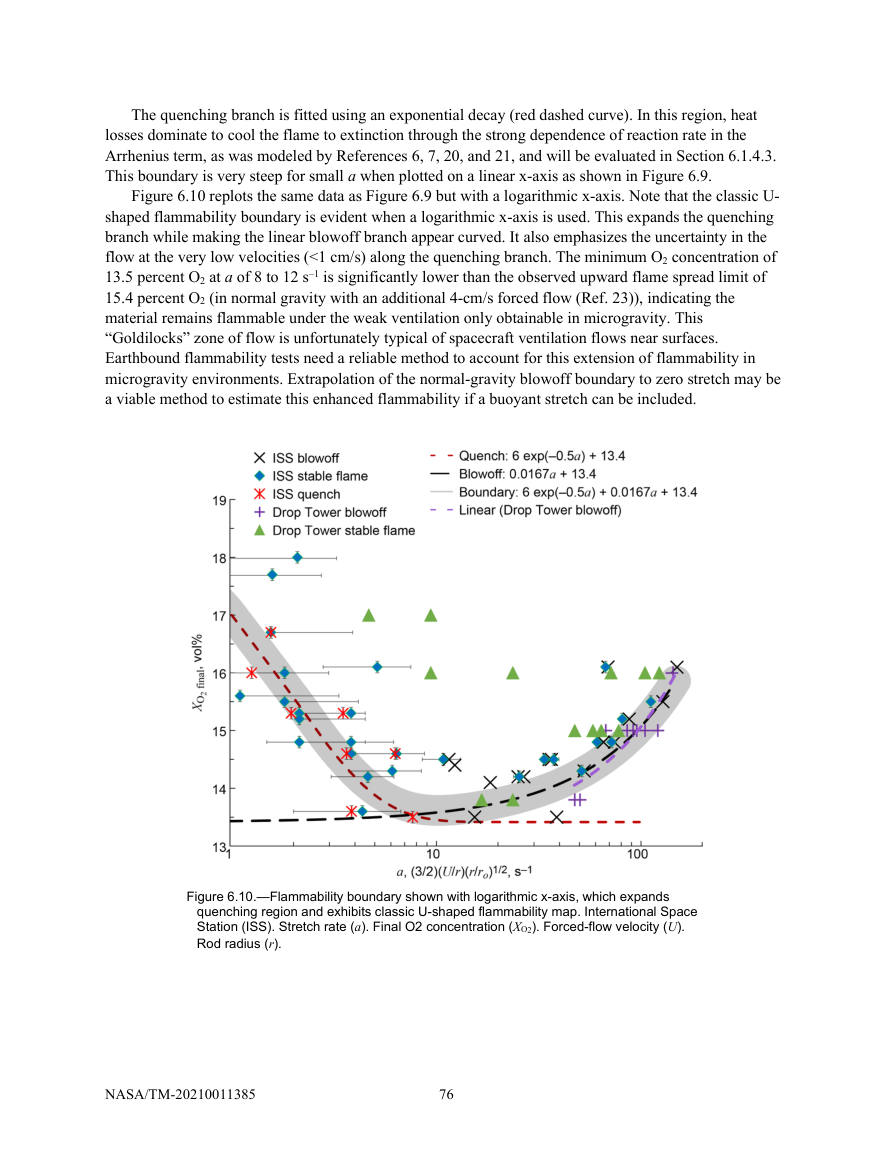 The quenching branch is fitted using an exponential decay (red dashed curve). In this region, heat
losses dominate to cool the flame to extinction through the strong dependence of reaction rate in the
Arrhenius term, as was modeled by References 6, 7, 20, and 21, and will be evaluated in Section 6.1.4.3.
This boundary is very steep for small a when plotted on a linear x-axis as shown in Figure 6.9.
Figure 6.10 replots the same data as Figure 6.9 but with a logarithmic x-axis. Note that the classic U-
shaped flammability boundary is evident when a logarithmic x-axis is used. This expands the quenching
branch while making the linear blowoff branch appear curved. It also emphasizes the uncertainty in the
flow at the very low velocities (<1 cm/s) along the quenching branch. The minimum O₂ concentration of
13.5 percent O₂ at a of 8 to 12 s⁻¹ is significantly lower than the observed upward flame spread limit of
15.4 percent O₂ (in normal gravity with an additional 4-cm/s forced flow (Ref. 23)), indicating the
material remains flammable under the weak ventilation only obtainable in microgravity. This
“Goldilocks” zone of flow is unfortunately typical of spacecraft ventilation flows near surfaces.
Earthbound flammability tests need a reliable method to account for this extension of flammability in
microgravity environments. Extrapolation of the normal-gravity blowoff boundary to zero stretch may be
a viable method to estimate this enhanced flammability if a buoyant stretch can be included.
ISS blowoff
ISS stable flame
ISS quench
Drop Tower blowoff
Drop Tower stable flame
Quench: 6 exp(–0.5a) + 13.4
Blowoff: 0.0167a + 13.4
Boundary: 6 exp(–0.5a) + 0.0167a + 13.4
Linear (Drop Tower blowoff)
19
18
17
16
15
14
13
X O₂ final, vol%
1
10
100
a, (3/2)(U/r)(r/rₒ)1/2, s–1
Figure 6.10.—Flammability boundary shown with logarithmic x-axis, which expands
quenching region and exhibits classic U-shaped flammability map. International Space
Station (ISS). Stretch rate (a). Final O2 concentration (XO₂). Forced-flow velocity (U).
Rod radius (r).
NASA/TM-20210011385 76